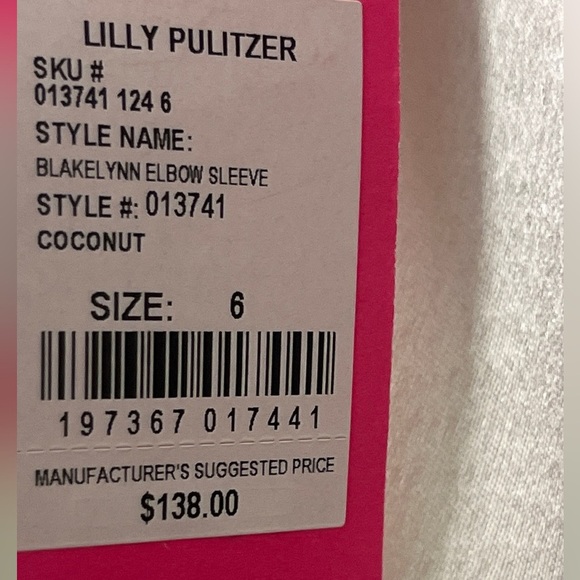 LILLY PULITZER
SKU #
013741 124 6
STYLE NAME:
BLAKELYNN ELBOW SLEEVE
STYLE #: 013741
COCONUT
SIZE: 6
197367 017441
MANUFACTURER'S SUGGESTED PRICE
$138.00